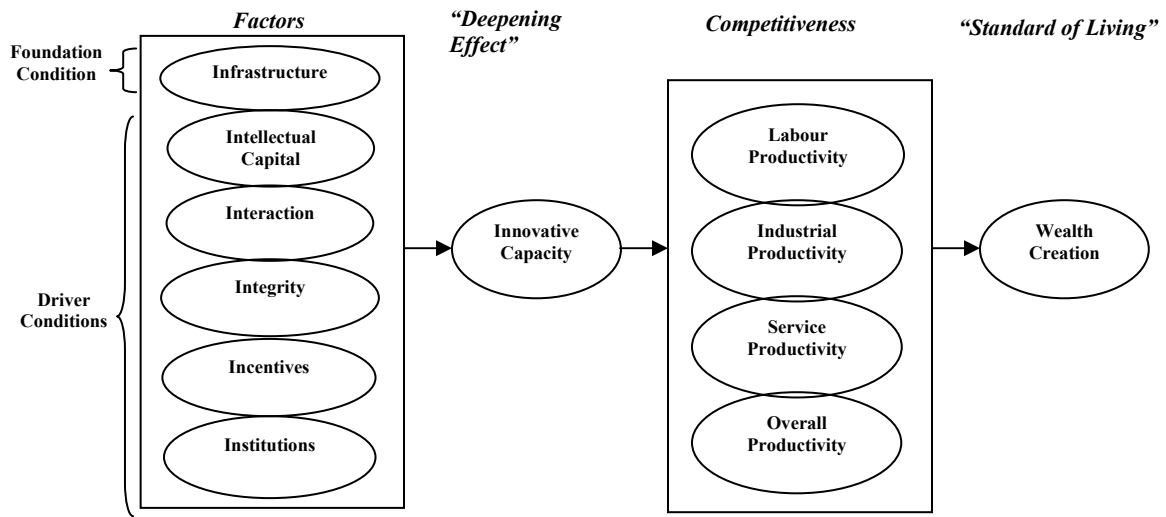 Factors
“Deepening
Effect”
Competitiveness
“Standard of Living”
Foundation
Condition
Infrastructure
Intellectual
Capital
Interaction
Integrity
Incentives
Institutions
Driver
Conditions
Innovative
Capacity
Labour
Productivity
Industrial
Productivity
Service
Productivity
Overall
Productivity
Wealth
Creation